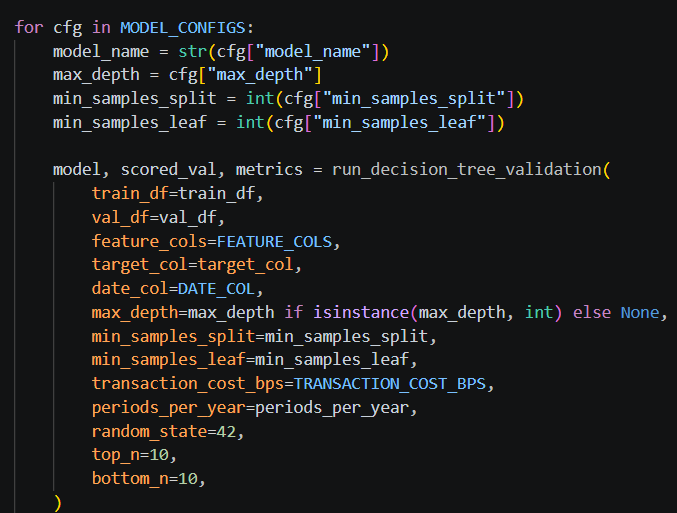 for cfg in MODEL_CONFIGS:
    model_name = str(cfg["model_name"])
    max_depth = cfg["max_depth"]
    min_samples_split = int(cfg["min_samples_split"])
    min_samples_leaf = int(cfg["min_samples_leaf"])

    model, scored_val, metrics = run_decision_tree_validation(
        train_df=train_df,
        val_df=val_df,
        feature_cols=FEATURE_COLS,
        target_col=target_col,
        date_col=DATE_COL,
        max_depth=max_depth if isinstance(max_depth, int) else None,
        min_samples_split=min_samples_split,
        min_samples_leaf=min_samples_leaf,
        transaction_cost_bps=TRANSACTION_COST_BPS,
        periods_per_year=periods_per_year,
        random_state=42,
        top_n=10,
        bottom_n=10,
    )